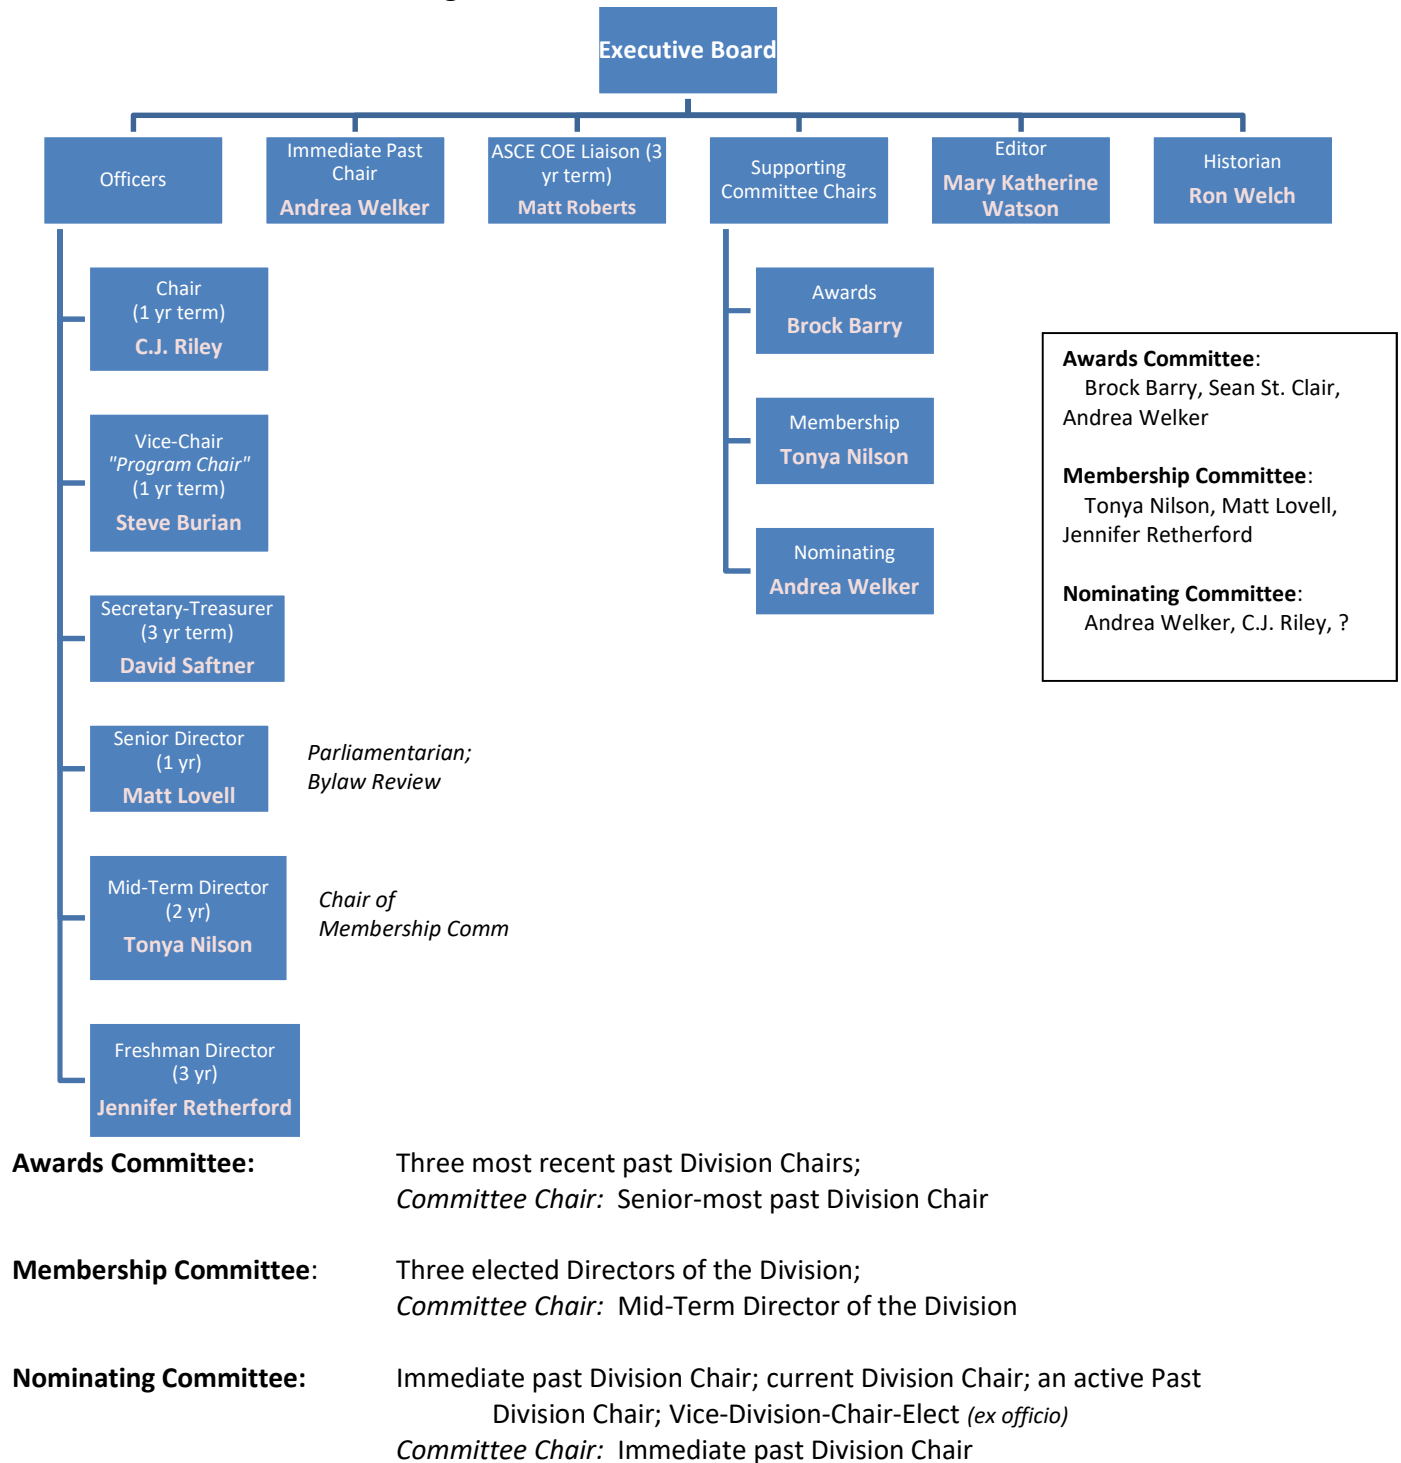 Executive Board
Officers
Immediate Past
Chair
Andrea Welker
ASCE COE Liaison (3
yr term)
Matt Roberts
Supporting
Committee Chairs
Editor
Mary Katherine
Watson
Historian
Ron Welch
Chair
(1 yr term)
C.J. Riley
Vice-Chair
"Program Chair"
(1 yr term)
Steve Burian
Secretary-Treasurer
(3 yr term)
David Saftner
Senior Director
(1 yr)
Matt Lovell
Parliamentarian;
Bylaw Review
Mid-Term Director
(2 yr)
Tonya Nilson
Chair of
Membership Comm
Freshman Director
(3 yr)
Jennifer Retherford
Awards
Brock Barry
Membership
Tonya Nilson
Nominating
Andrea Welker
Awards Committee:
Brock Barry, Sean St. Clair,
Andrea Welker
Membership Committee:
Tonya Nilson, Matt Lovell,
Jennifer Retherford
Nominating Committee:
Andrea Welker, C.J. Riley, ?
Awards Committee: Three most recent past Division Chairs;
Committee Chair: Senior-most past Division Chair
Membership Committee: Three elected Directors of the Division;
Committee Chair: Mid-Term Director of the Division
Nominating Committee: Immediate past Division Chair; current Division Chair; an active Past
Division Chair; Vice-Division-Chair-Elect (ex officio)
Committee Chair: Immediate past Division Chair